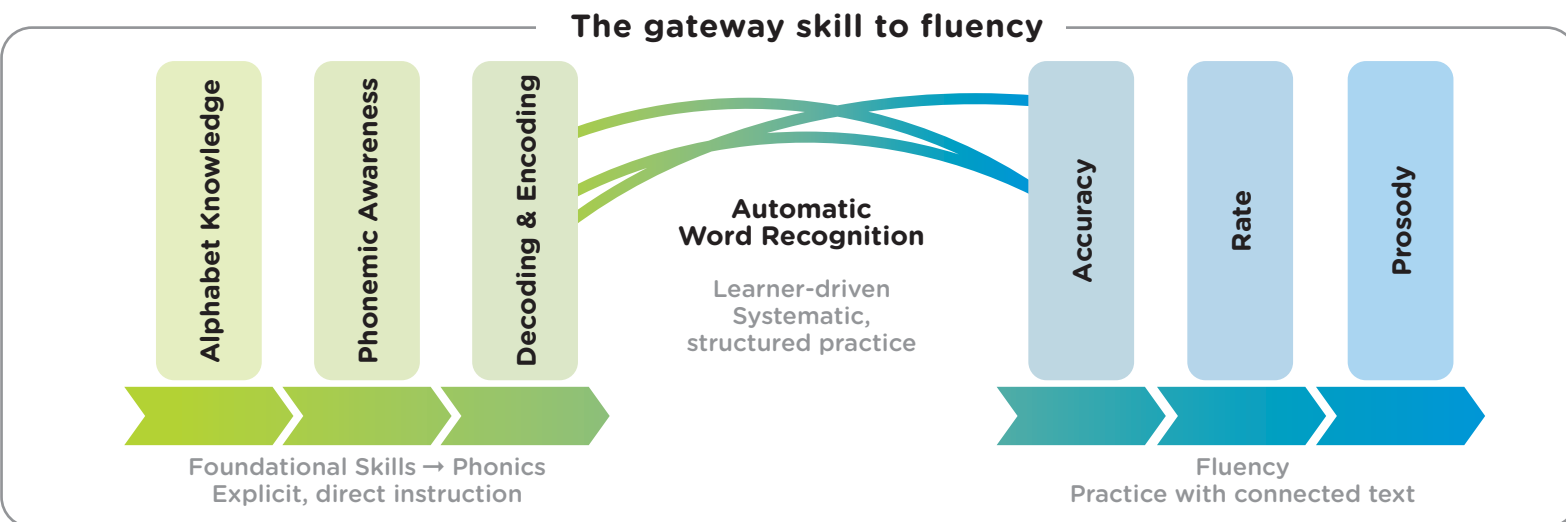 The gateway skill to fluency
Alphabet Knowledge
Phonemic Awareness
Decoding & Encoding
Automatic
Word Recognition
Learner-driven
Systematic,
structured practice
Accuracy
Rate
Prosody
Foundational Skills → Phonics
Explicit, direct instruction
Fluency
Practice with connected text